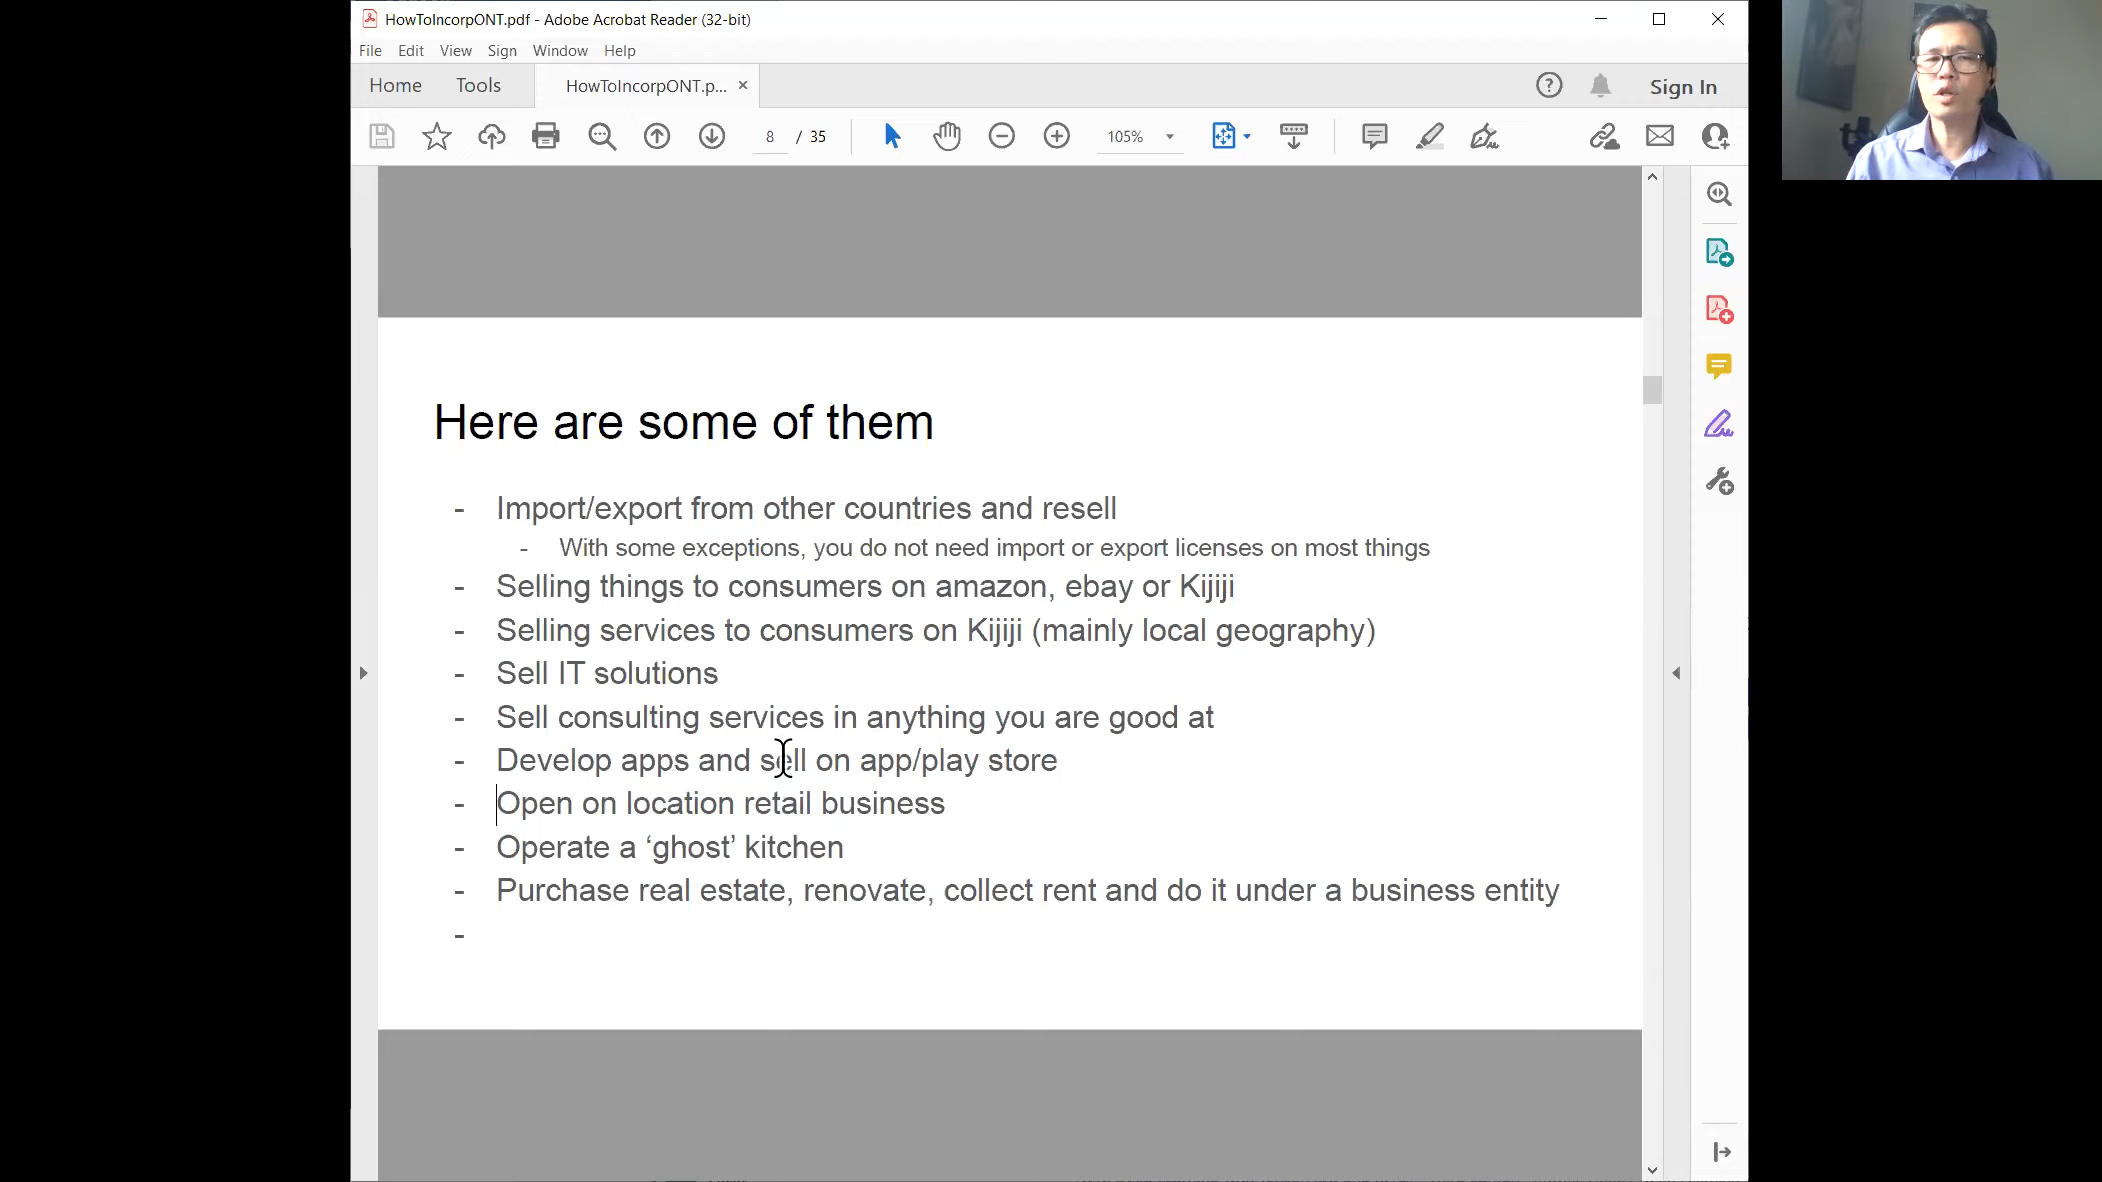 HowToIncorpONT.pdf - Adobe Acrobat Reader (32-bit)
File Edit View Sign Window Help
Home Tools HowToIncorpONT.p... Sign In
8 / 35 105%
Here are some of them
- Import/export from other countries and resell
- With some exceptions, you do not need import or export licenses on most things
- Selling things to consumers on amazon, ebay or Kijiji
- Selling services to consumers on Kijiji (mainly local geography)
- Sell IT solutions
- Sell consulting services in anything you are good at
- Develop apps and sell on app/play store
- Open on location retail business
- Operate a ‘ghost’ kitchen
- Purchase real estate, renovate, collect rent and do it under a business entity
-